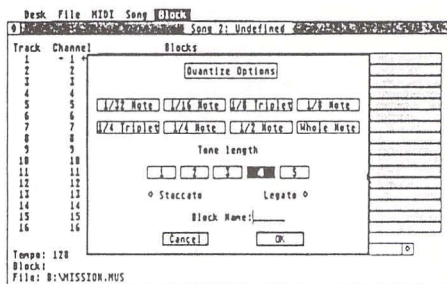 Desk File MIDI Song Block
9 Song 2: Undefined
Track Channel Blocks
1 - 1 +
2 2
3 3
4 4
5 5
6 6
7 7
8 8
9 9
10 10
11 11
12 12
13 13
14 14
15 15
16 16
Quantize Options
1/32 Note 1/16 Note 1/8 Triplet 1/8 Note
1/4 Triplet 1/4 Note 1/2 Note Whole Note
Tone length
1 2 3 4 5
Staccato Legato
Block Name:
Cancel OK
Tempo: 128
Block:
File: B:\MISSION.MUS